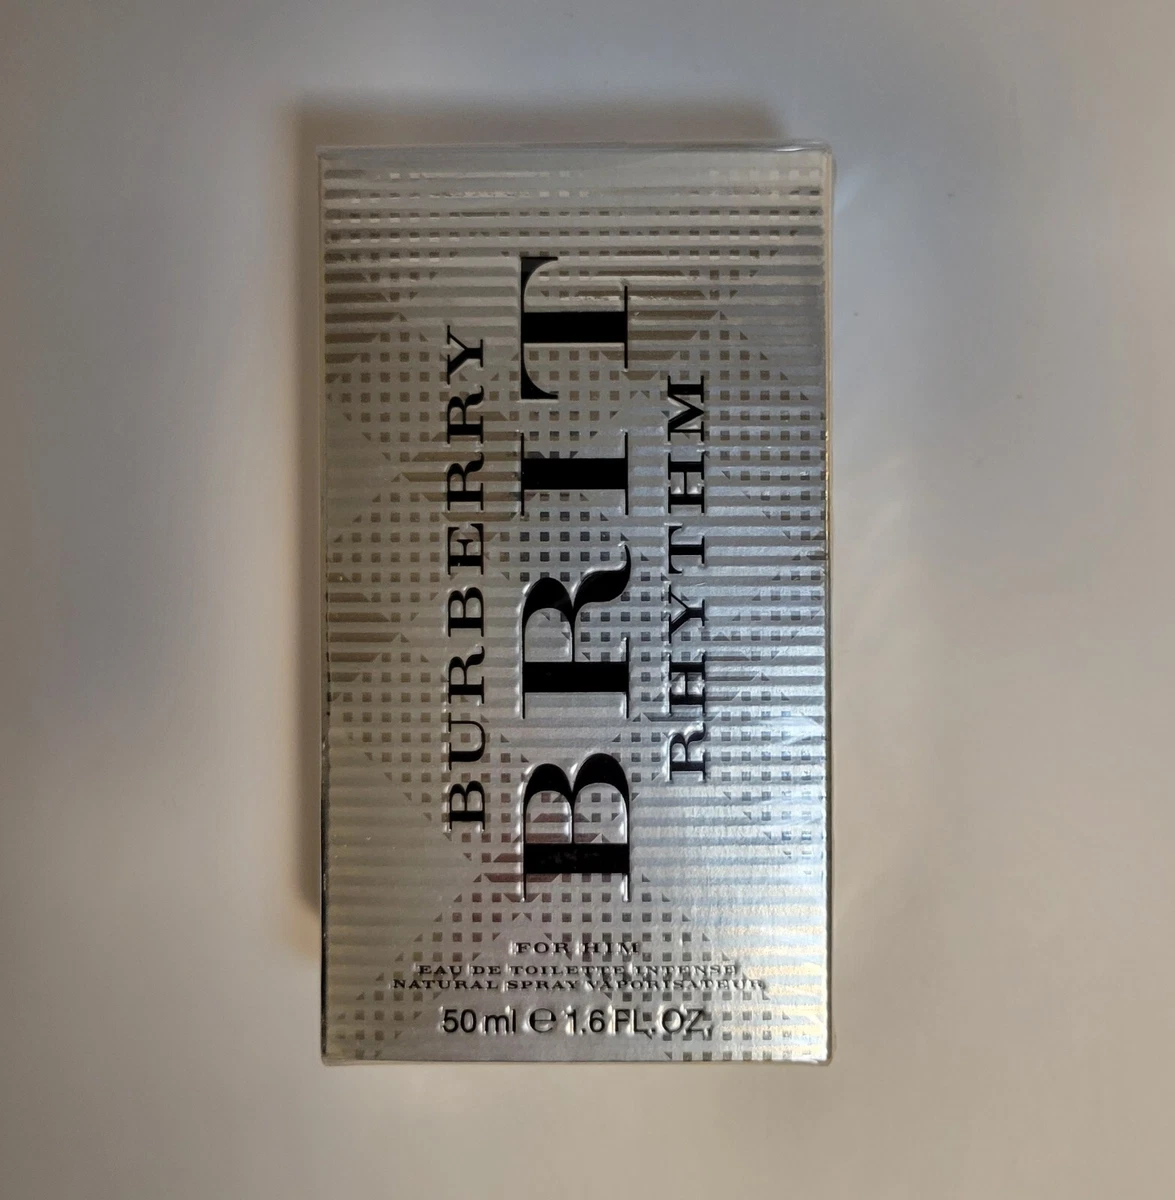 BURBERRY
BRIT
RHYTHM
FOR HIM
EAU DE TOILETTE INTENSE
NATURAL SPRAY VAPORISATEUR
50 ml ℮ 1.6 FL. OZ.